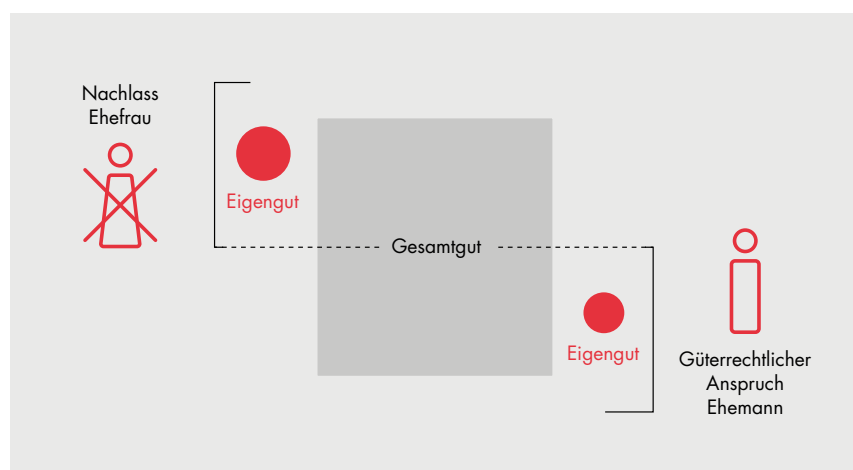 Nachlass
Ehefrau
Eigengut
Gesamtgut
Eigengut
Güterrechtlicher
Anspruch
Ehemann